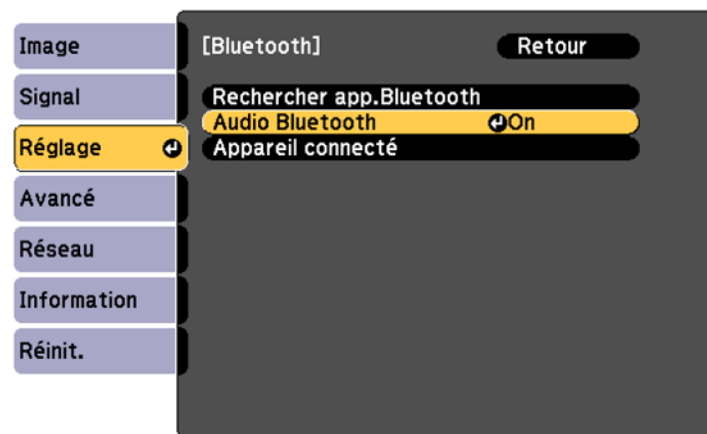 Image
Signal
Réglage
Avancé
Réseau
Information
Réinit.
[Bluetooth] Retour
Rechercher app.Bluetooth
Audio Bluetooth On
Appareil connecté